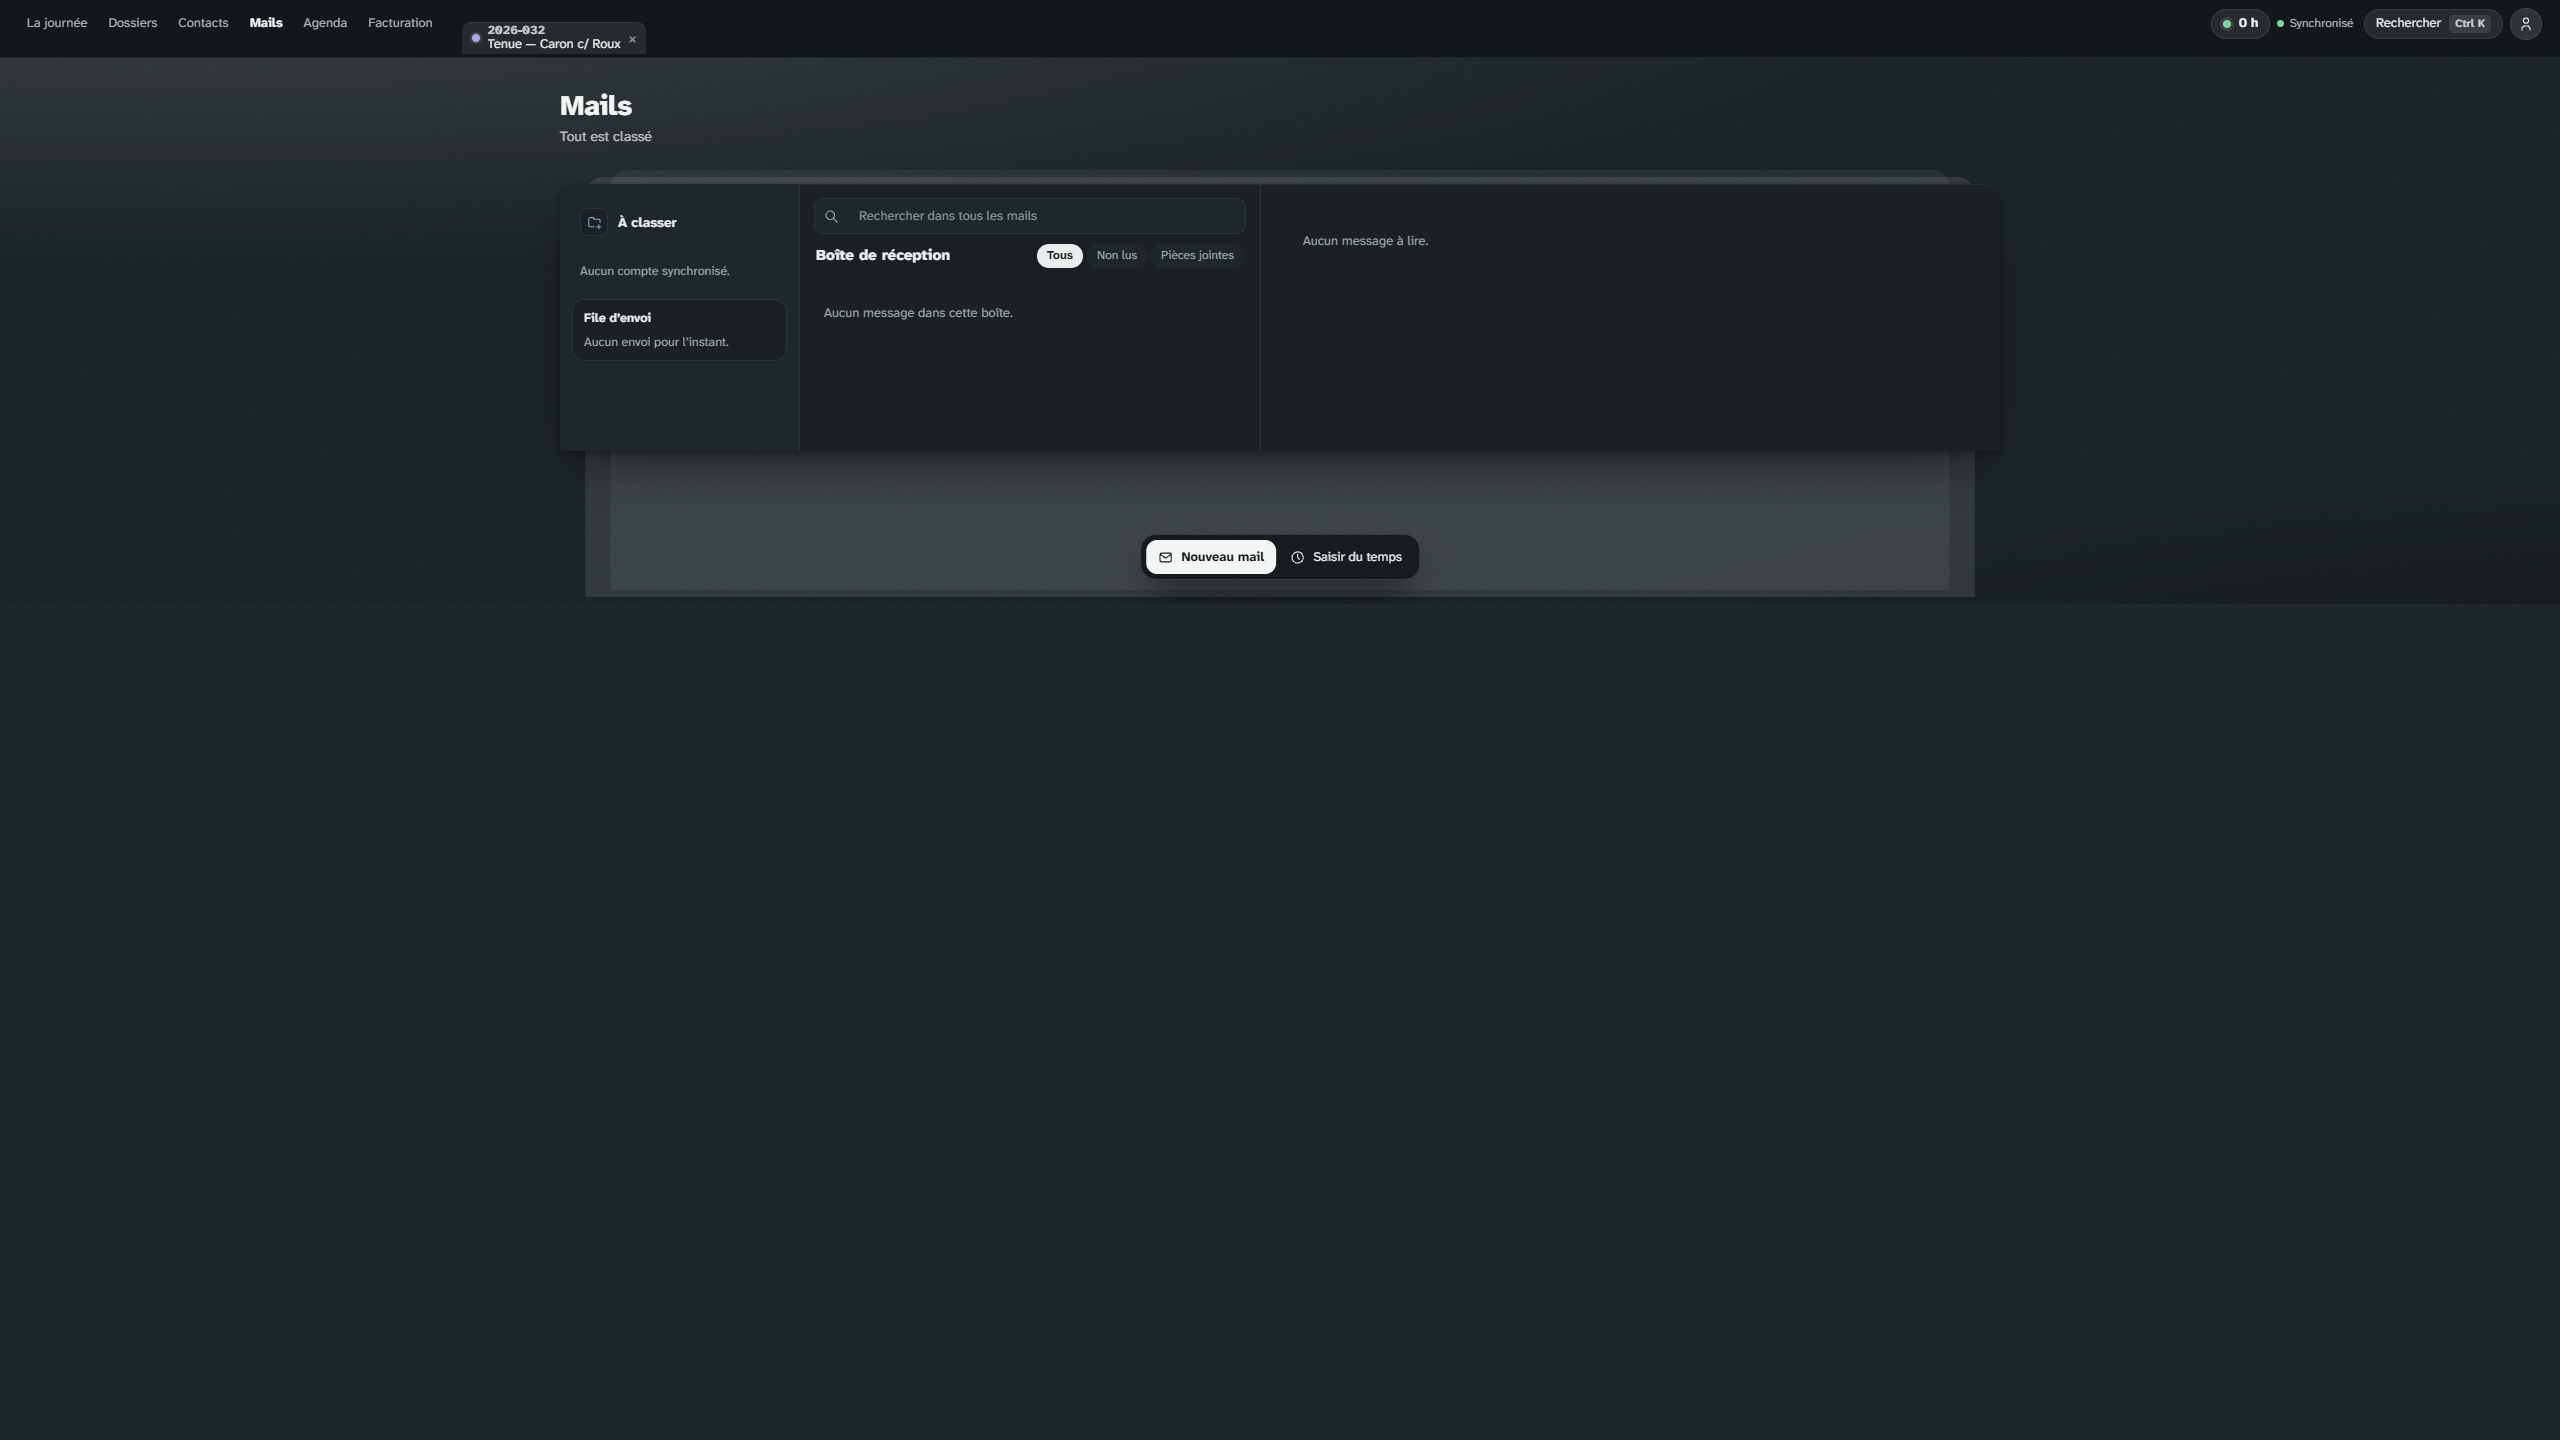 La journée Dossiers Contacts Mails Agenda Facturation
2026-032
Tenue — Caron c/ Roux ×
0 h Synchronisé Rechercher Ctrl K
Mails
Tout est classé
À classer
Aucun compte synchronisé.
File d'envoi
Aucun envoi pour l'instant.
Rechercher dans tous les mails
Boîte de réception Tous Non lus Pièces jointes
Aucun message dans cette boîte.
Aucun message à lire.
Nouveau mail Saisir du temps